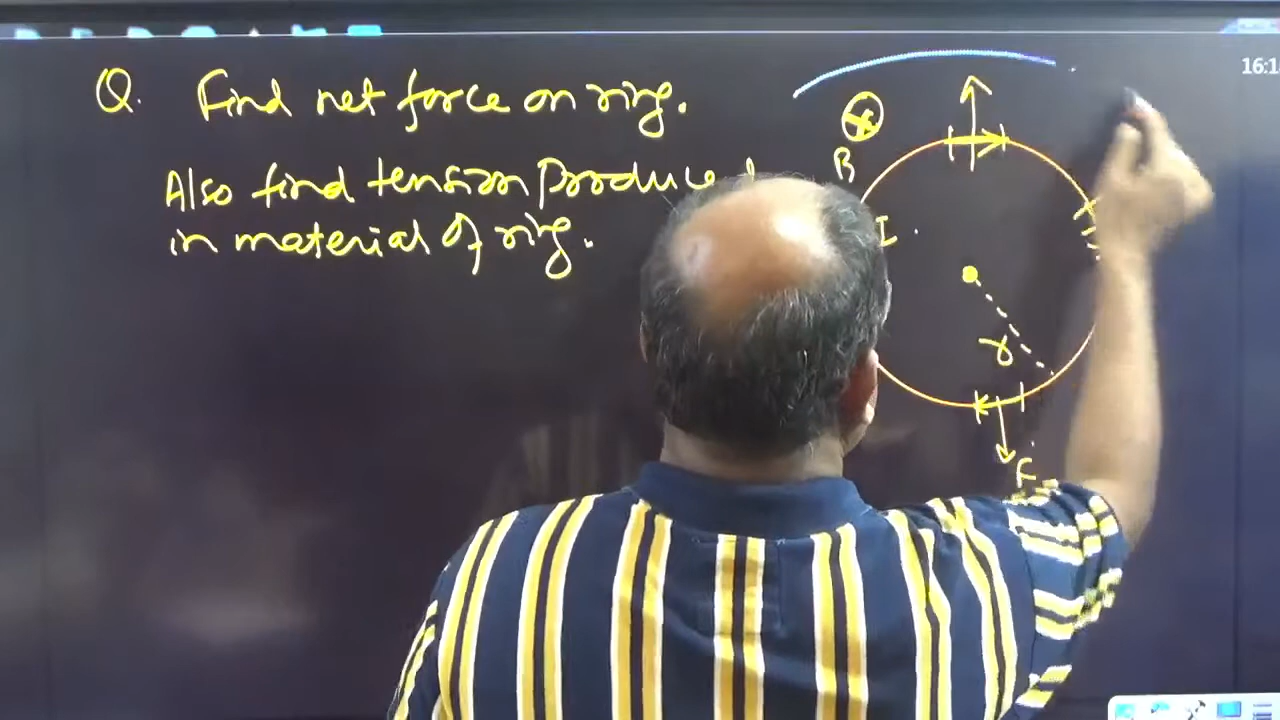 Q. Find net force on ring.
Also find tension produce
in material of ring.
16:1
B
I
r
F